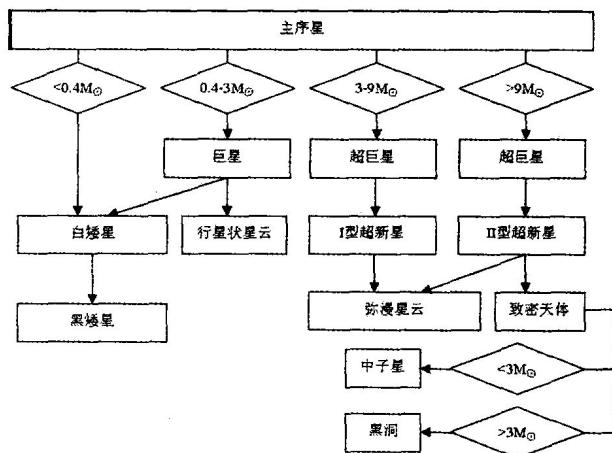 主序星
<0.4M☉
0.4-3M☉
3-9M☉
>9M☉
巨星
超巨星
超巨星
白矮星
行星状星云
I型超新星
II型超新星
黑矮星
弥漫星云
致密天体
中子星
<3M☉
黑洞
>3M☉